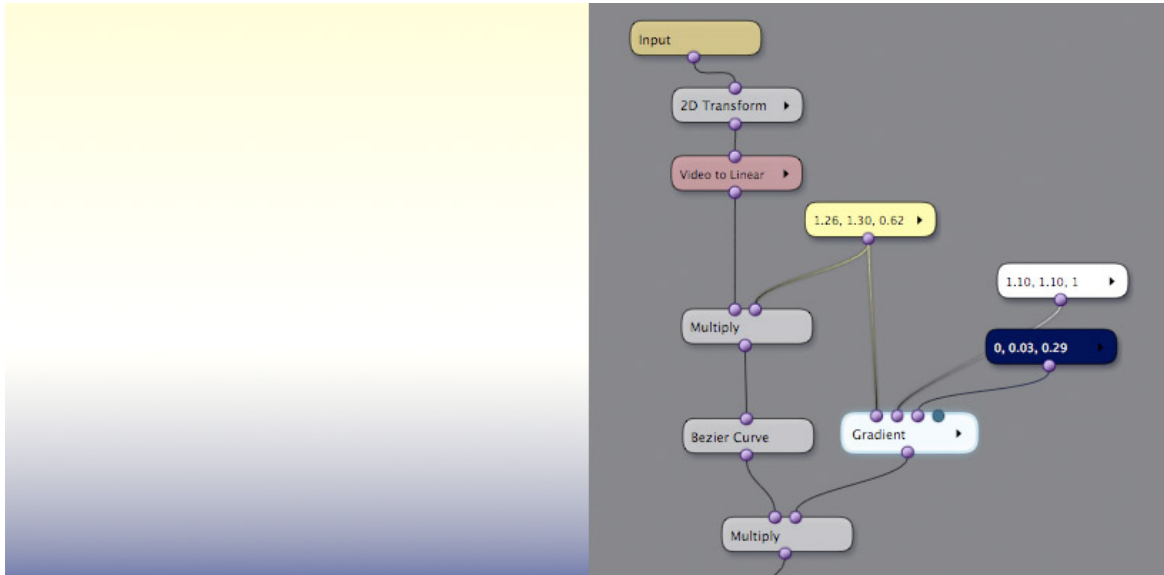 Input
2D Transform
Video to Linear
1.26, 1.30, 0.62
1.10, 1.10, 1
Multiply
0, 0.03, 0.29
Bezier Curve
Gradient
Multiply